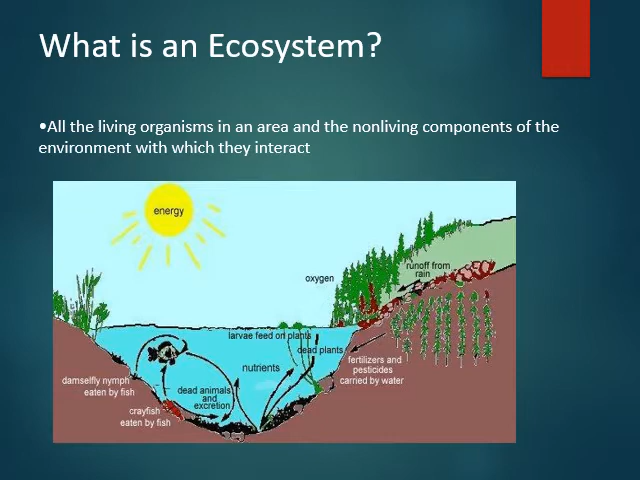 What is an Ecosystem?
•All the living organisms in an area and the nonliving components of the
environment with which they interact
energy
oxygen
runoff from
rain
larvae feed on plants
dead plants
nutrients
fertilizers and
pesticides
carried by water
damselfly nymph
eaten by fish
dead animals
and
excretion
crayfish
eaten by fish